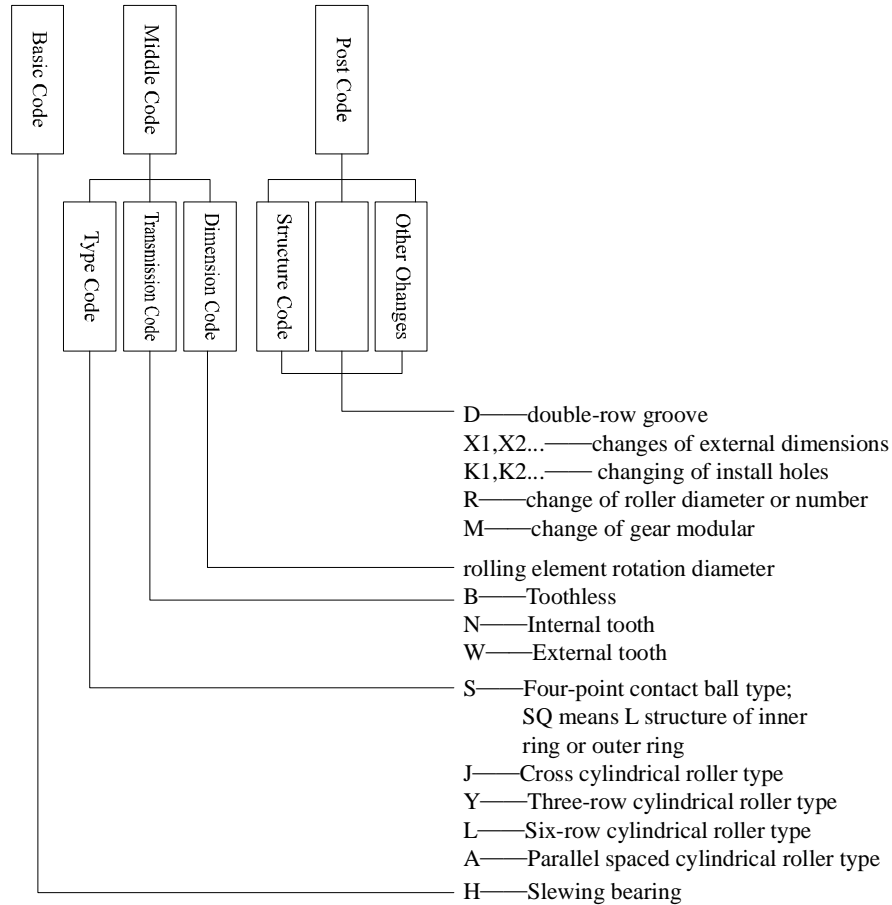 Basic Code
Middle Code
Post Code
Type Code
Transmission Code
Dimension Code
Structure Code
Other Ohanges
D——double-row groove
X1,X2...——changes of external dimensions
K1,K2...—— changing of install holes
R——change of roller diameter or number
M——change of gear modular
rolling element rotation diameter
B——Toothless
N——Internal tooth
W——External tooth
S——Four-point contact ball type;
SQ means L structure of inner
ring or outer ring
J——Cross cylindrical roller type
Y——Three-row cylindrical roller type
L——Six-row cylindrical roller type
A——Parallel spaced cylindrical roller type
H——Slewing bearing